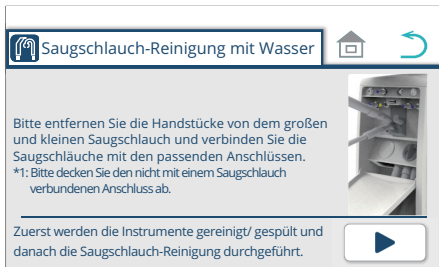 Saugschlauch-Reinigung mit Wasser
Bitte entfernen Sie die Handstücke von dem großen
und kleinen Saugschlauch und verbinden Sie die
Saugschläuche mit den passenden Anschlüssen.
*1: Bitte decken Sie den nicht mit einem Saugschlauch
verbundenen Anschluss ab.
Zuerst werden die Instrumente gereinigt/ gespült und
danach die Saugschlauch-Reinigung durchgeführt.